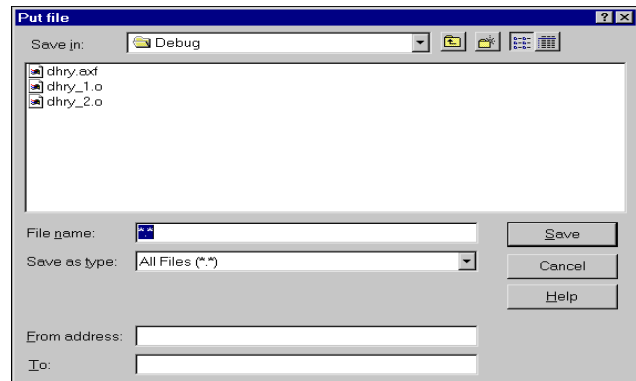 Put file
Save in: Debug
dhry.axf
dhry_1.o
dhry_2.o
File name: *.*
Save
Save as type: All Files (*.*)
Cancel
Help
From address:
To: